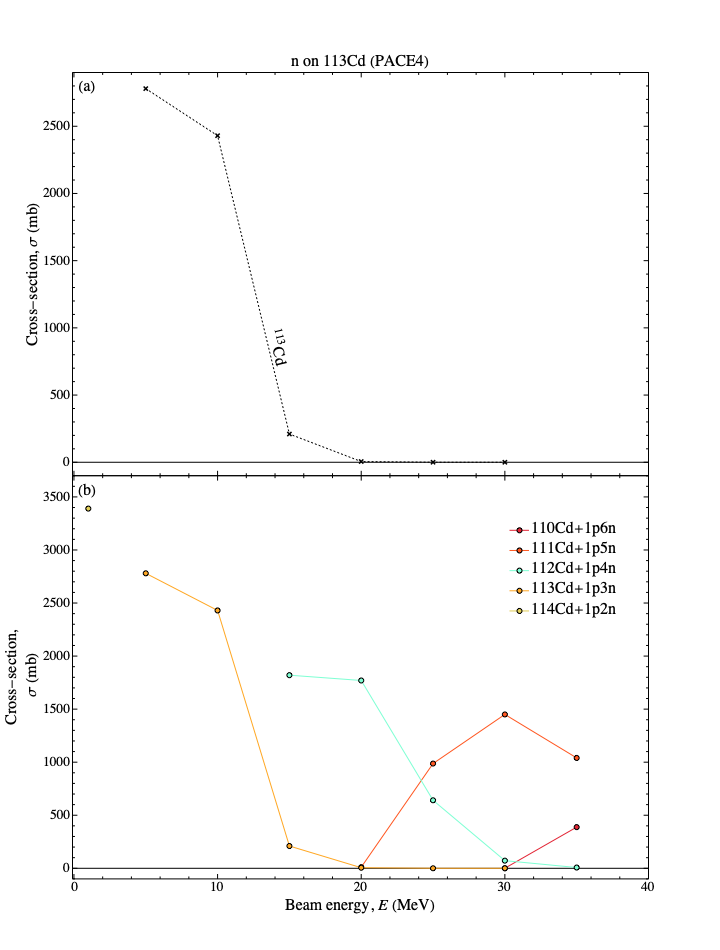 n on 113Cd (PACE4)
(a)
2500
2000
1500
1000
500
0
Cross−section, σ (mb)
113Cd
(b)
3500
3000
2500
2000
1500
1000
500
0
Cross−section,
σ (mb)
110Cd+1p6n
111Cd+1p5n
112Cd+1p4n
113Cd+1p3n
114Cd+1p2n
0 10 20 30 40
Beam energy, E (MeV)